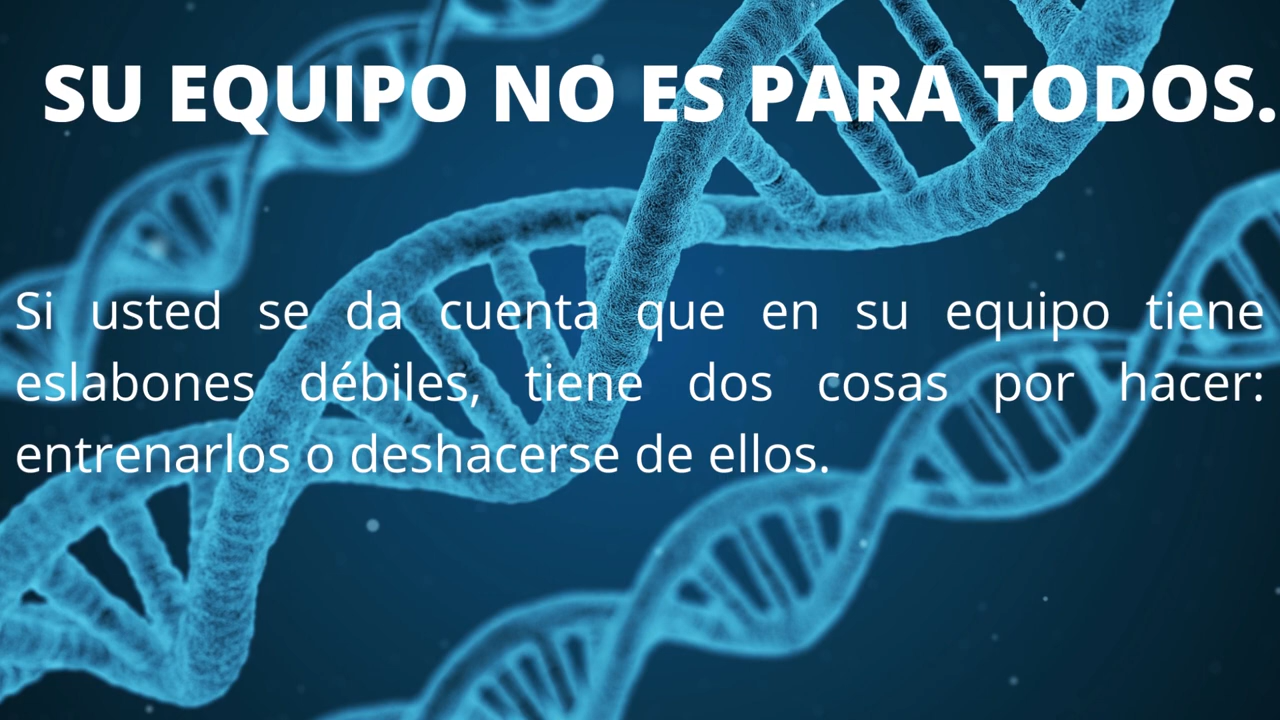 SU EQUIPO NO ES PARA TODOS.
Si usted se da cuenta que en su equipo tiene
eslabones débiles, tiene dos cosas por hacer:
entrenarlos o deshacerse de ellos.